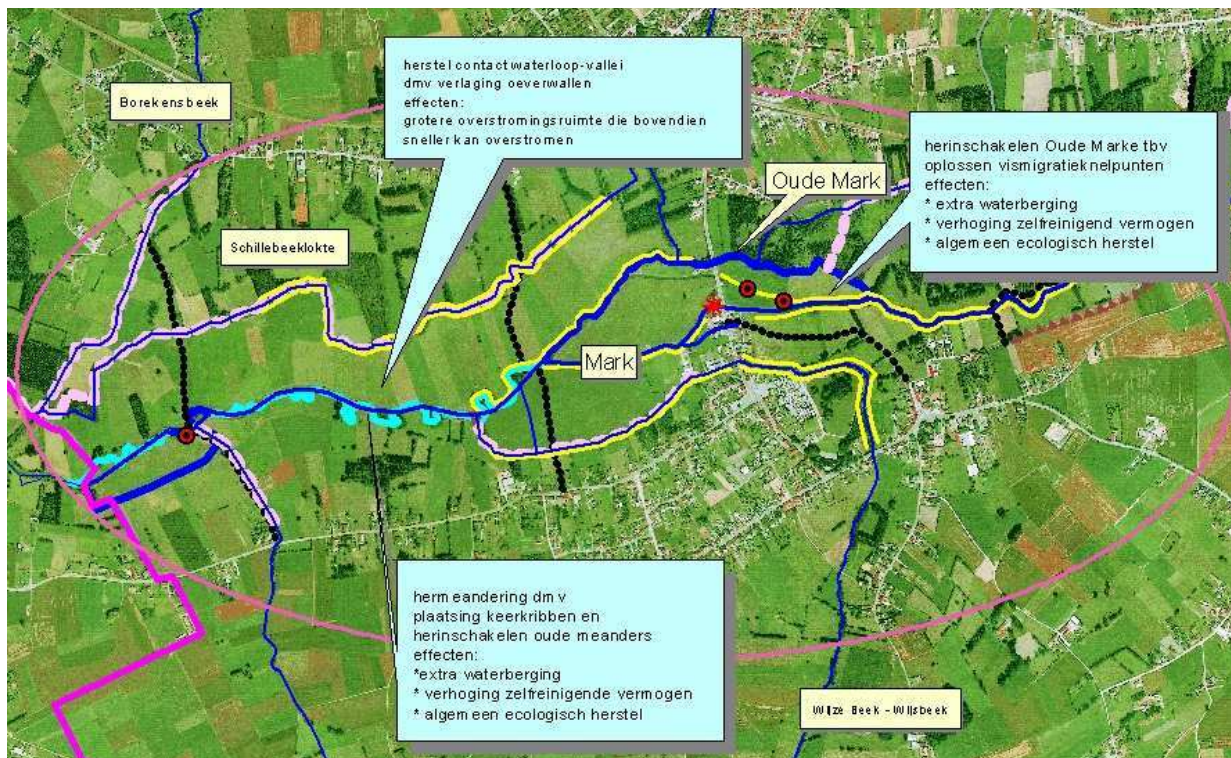 herstel contact waterloop-vallei
dmv verlaging oeverwallen
effecten:
grotere overstromingsruimte die bovendien
sneller kan overstromen
Borekensbeek
herinschakelen Oude Marke tbv
oplossen vismigratieknelpunten
effecten:
* extra waterberging
* verhoging zelfreinigend vermogen
* algemeen ecologisch herstel
Oude Mark
Schillebeeklokte
Mark
hermeandering dmv
plaatsing keerkribben en
herinschakelen oude meanders
effecten:
*extra waterberging
* verhoging zelfreinigende vermogen
* algemeen ecologisch herstel
Wijze Beek - Wijsbeek